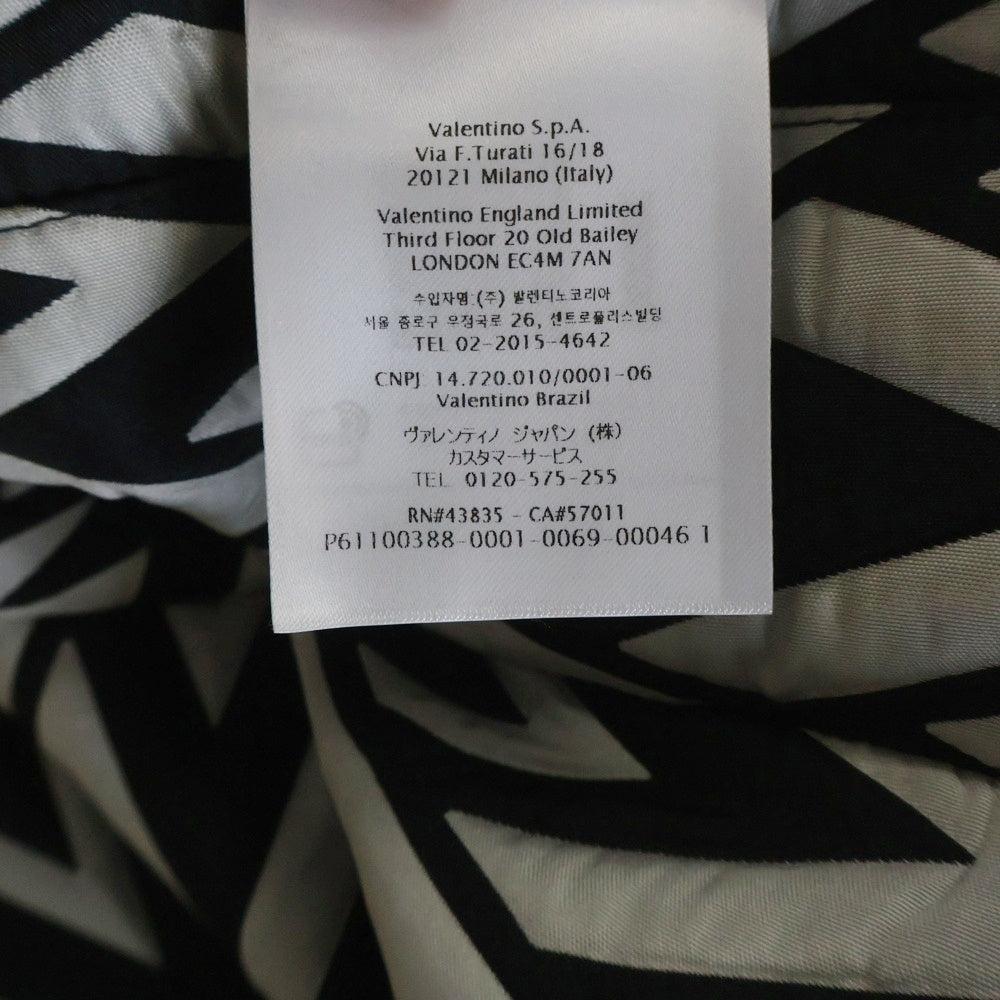 Valentino S.p.A.
Via F.Turati 16/18
20121 Milano (Italy)
Valentino England Limited
Third Floor 20 Old Bailey
LONDON EC4M 7AN
수입자명:(주) 발렌티노코리아
서울 종로구 우정국로 26, 센트로폴리스빌딩
TEL 02-2015-4642
CNPJ 14.720.010/0001-06
Valentino Brazil
ヴァレンティノ ジャパン (株)
カスタマーサービス
TEL 0120-575-255
RN#43835 - CA#57011
P61100388-0001-0069-00046 1